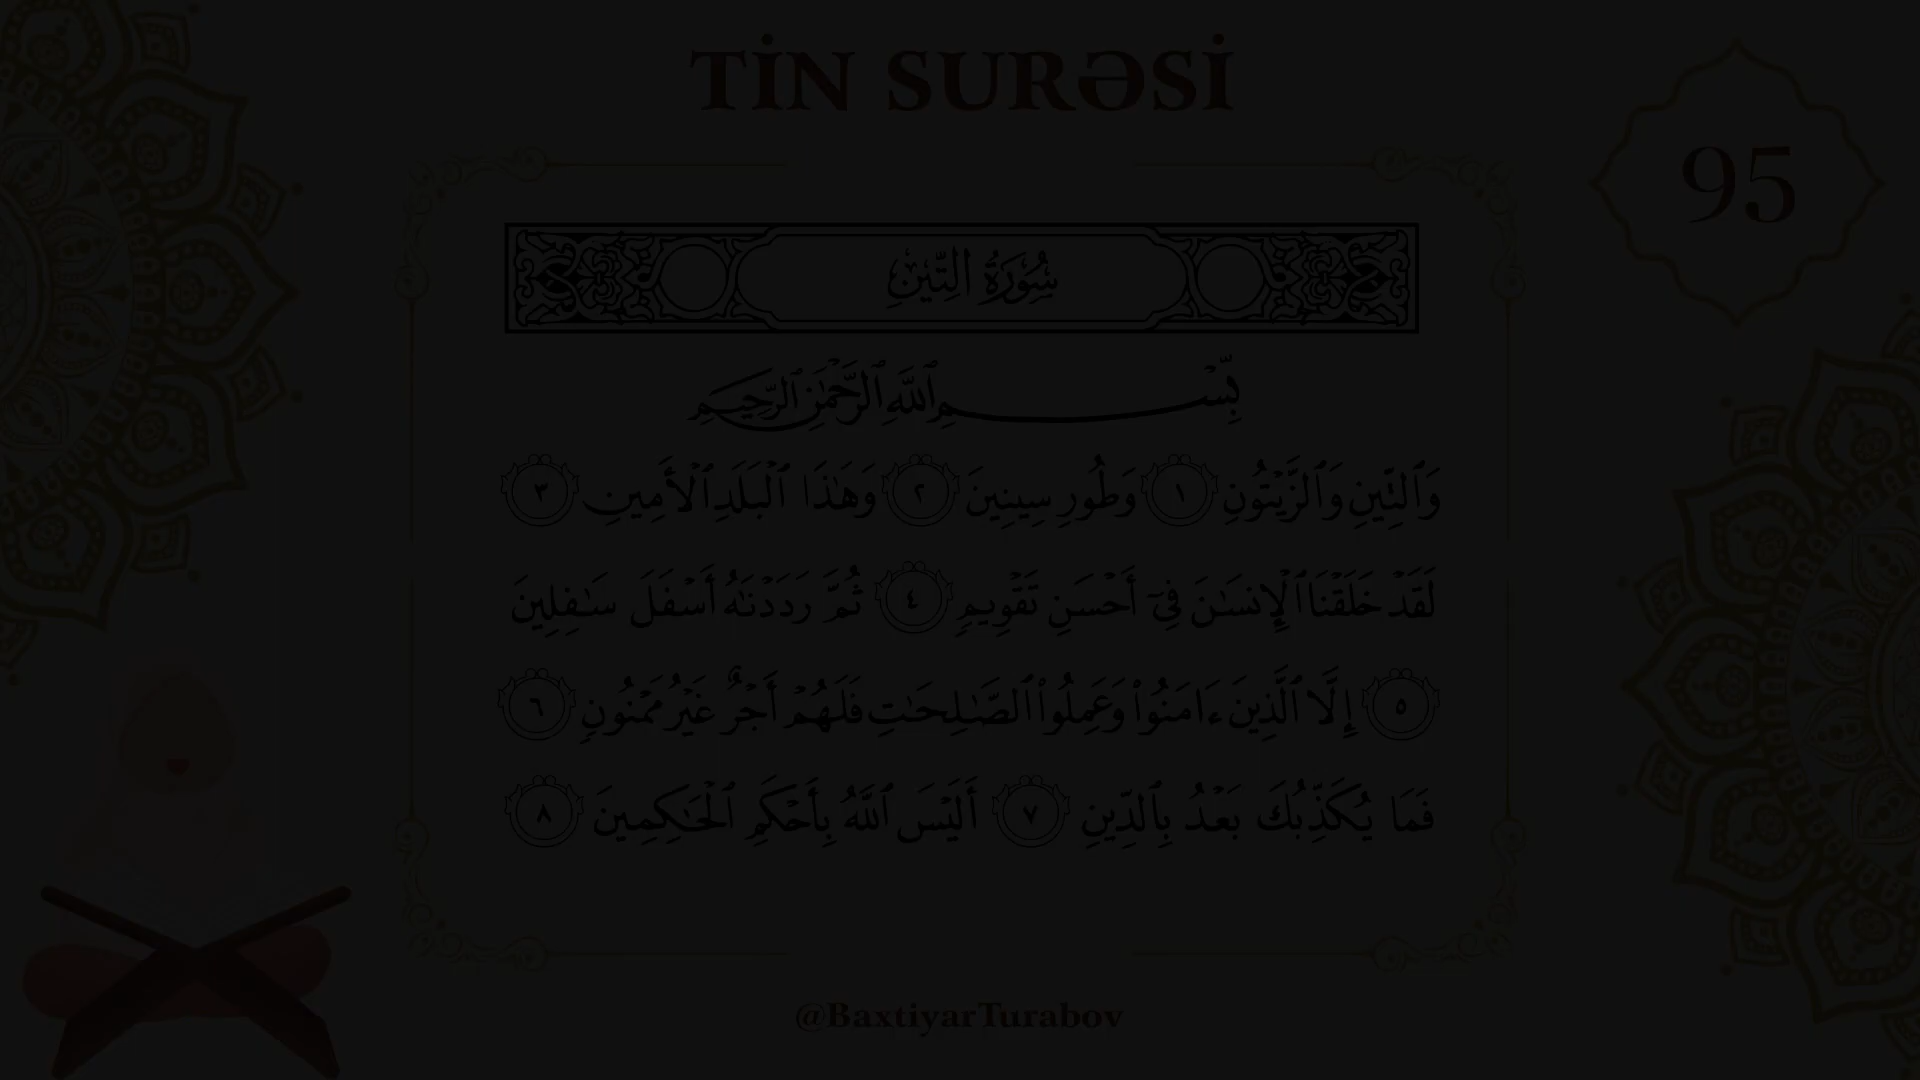 TİN SURƏSİ
95
سُورَةُ التِّينِ
بِّسْمِ ٱللَّهِ ٱلرَّحْمَٰنِ ٱلرَّحِيمِ
وَٱلتِّينِ وَٱلزَّيْتُونِ ١ وَطُورِ سِينِينَ ٢ وَهَٰذَا ٱلْبَلَدِ ٱلْأَمِينِ ٣
لَقَدْ خَلَقْنَا ٱلْإِنسَٰنَ فِىٓ أَحْسَنِ تَقْوِيمٍ ٤ ثُمَّ رَدَدْنَٰهُ أَسْفَلَ سَٰفِلِينَ
٥ إِلَّا ٱلَّذِينَ ءَامَنُوا۟ وَعَمِلُوا۟ ٱلصَّٰلِحَٰتِ فَلَهُمْ أَجْرٌ غَيْرُ مَمْنُونٍ ٦
فَمَا يُكَذِّبُكَ بَعْدُ بِٱلدِّينِ ٧ أَلَيْسَ ٱللَّهُ بِأَحْكَمِ ٱلْحَٰكِمِينَ ٨
@BaxtiyarTurabov